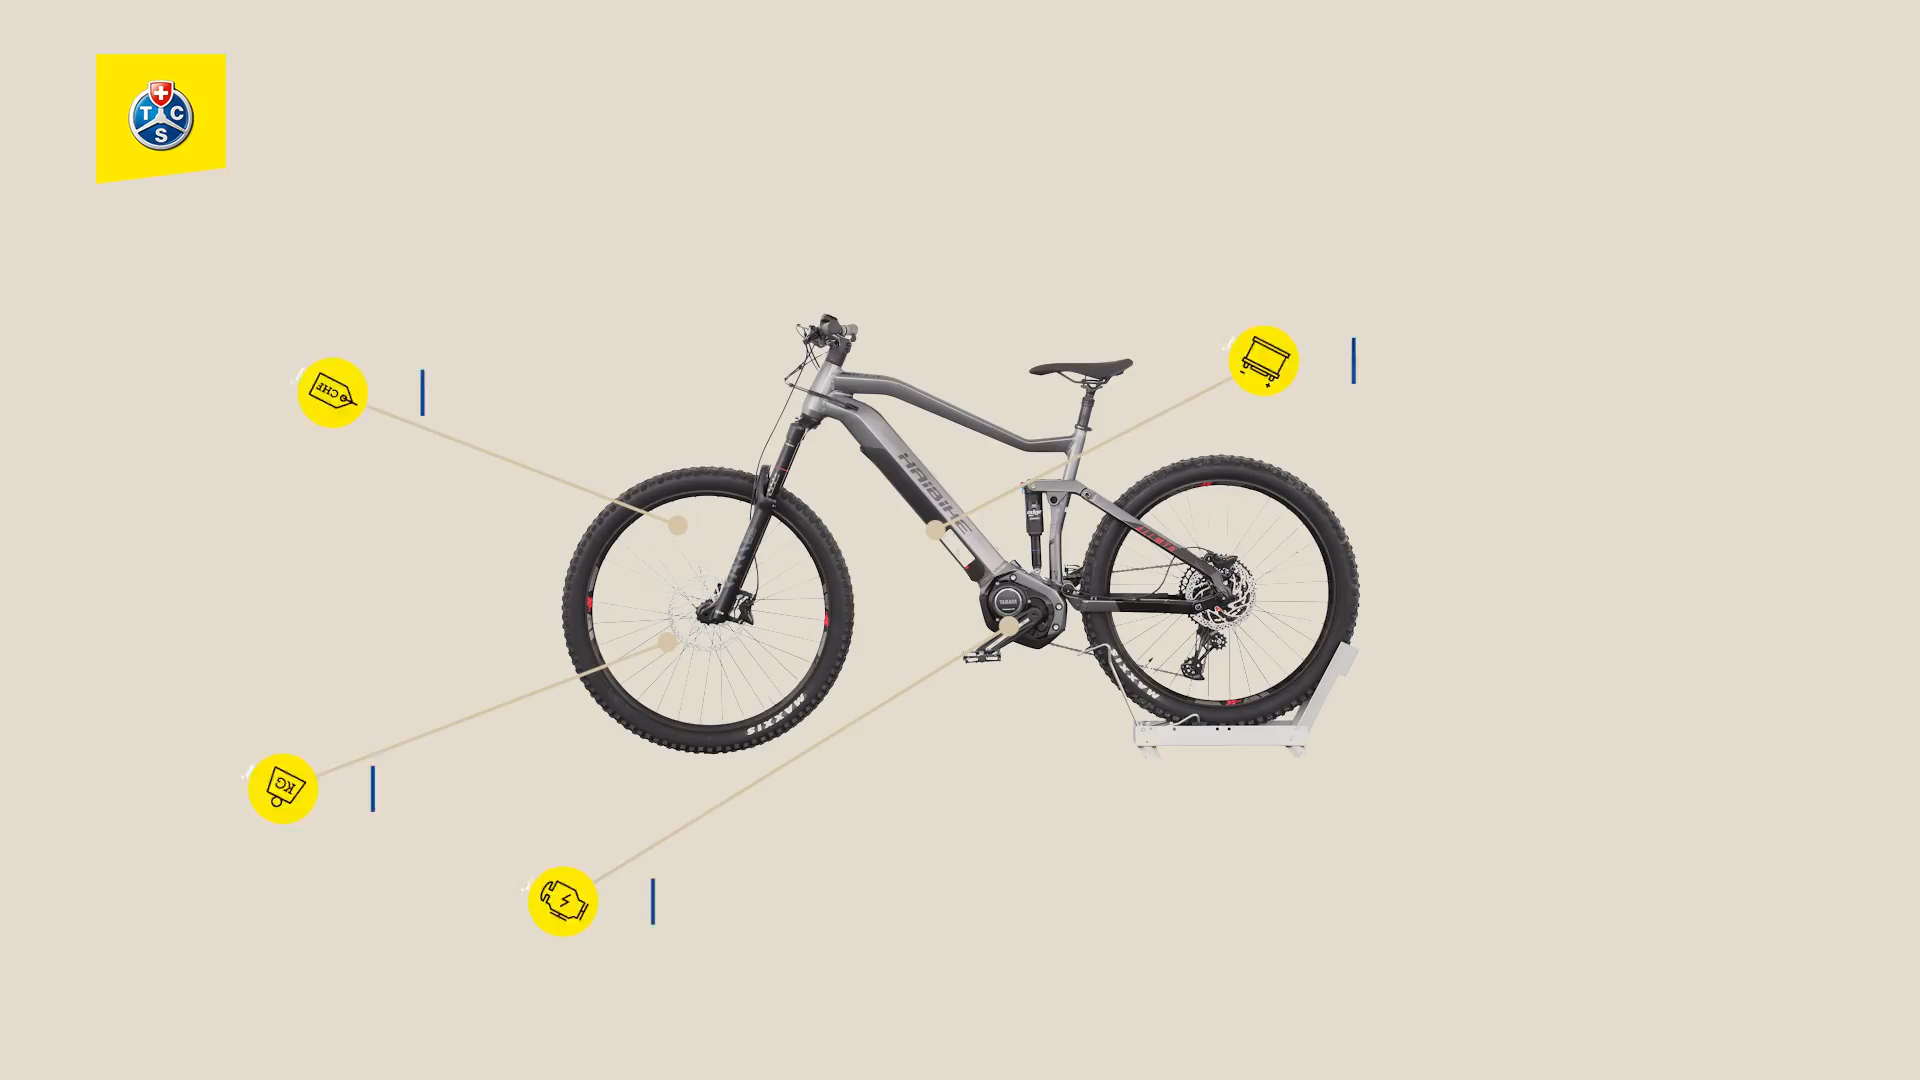 T C
S
CHF
HAIBIKE
YAMAHA
MAXXIS
MAXXIS
KG